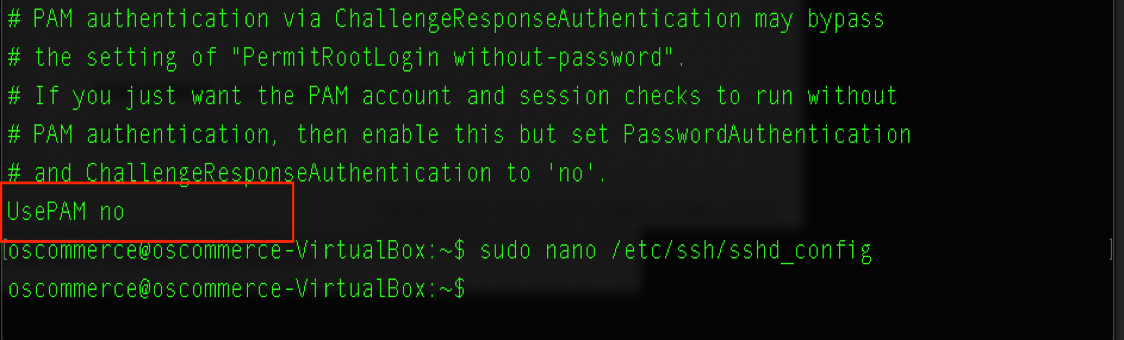 # PAM authentication via ChallengeResponseAuthentication may bypass
# the setting of "PermitRootLogin without-password".
# If you just want the PAM account and session checks to run without
# PAM authentication, then enable this but set PasswordAuthentication
# and ChallengeResponseAuthentication to 'no'.
UsePAM no
[oscommerce@oscommerce-VirtualBox:~$ sudo nano /etc/ssh/sshd_config ]
oscommerce@oscommerce-VirtualBox:~$